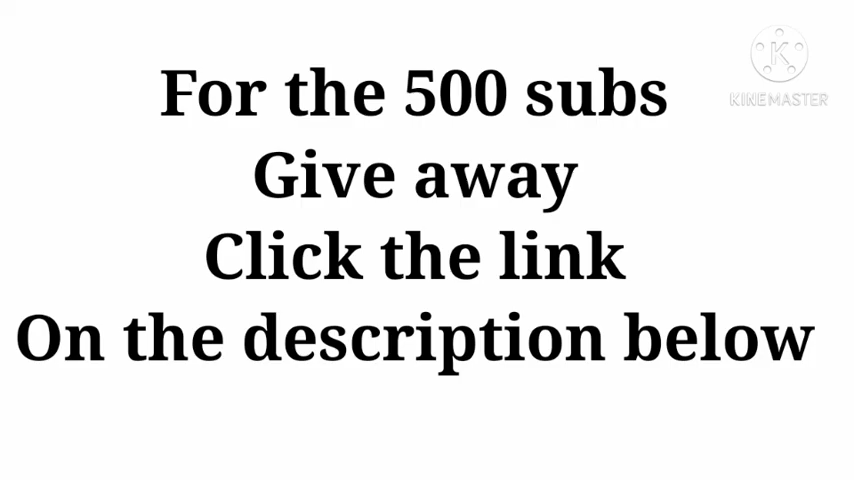 For the 500 subs
Give away
Click the link
On the description below
K
KINEMASTER